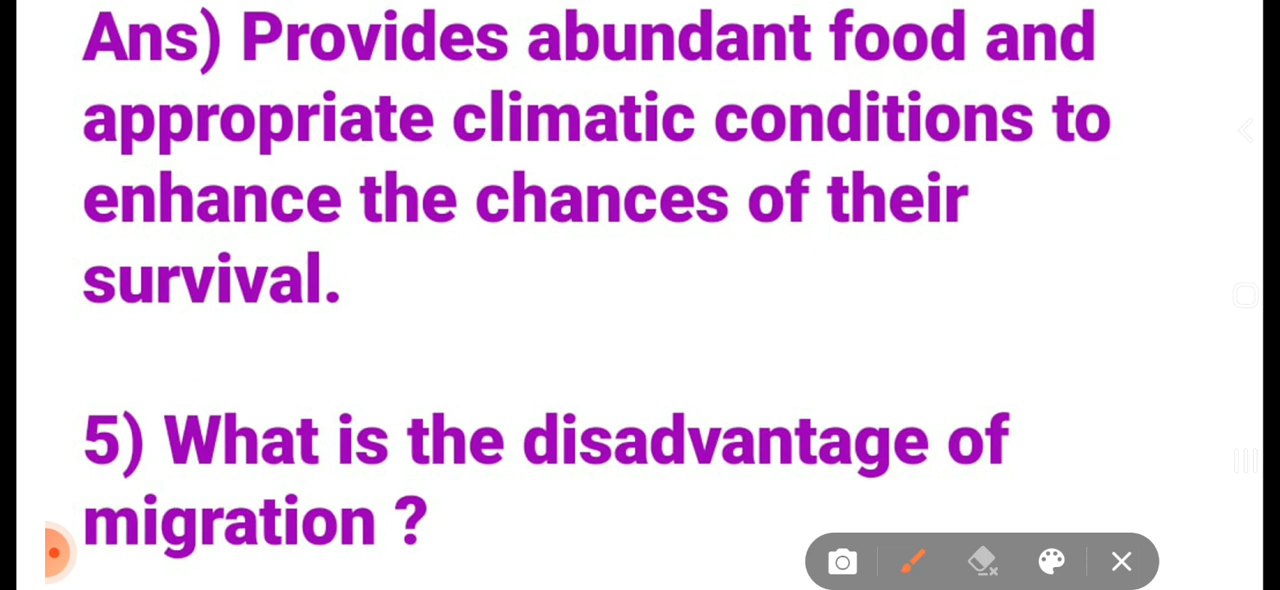 Ans) Provides abundant food and
appropriate climatic conditions to
enhance the chances of their
survival.
5) What is the disadvantage of
migration ?